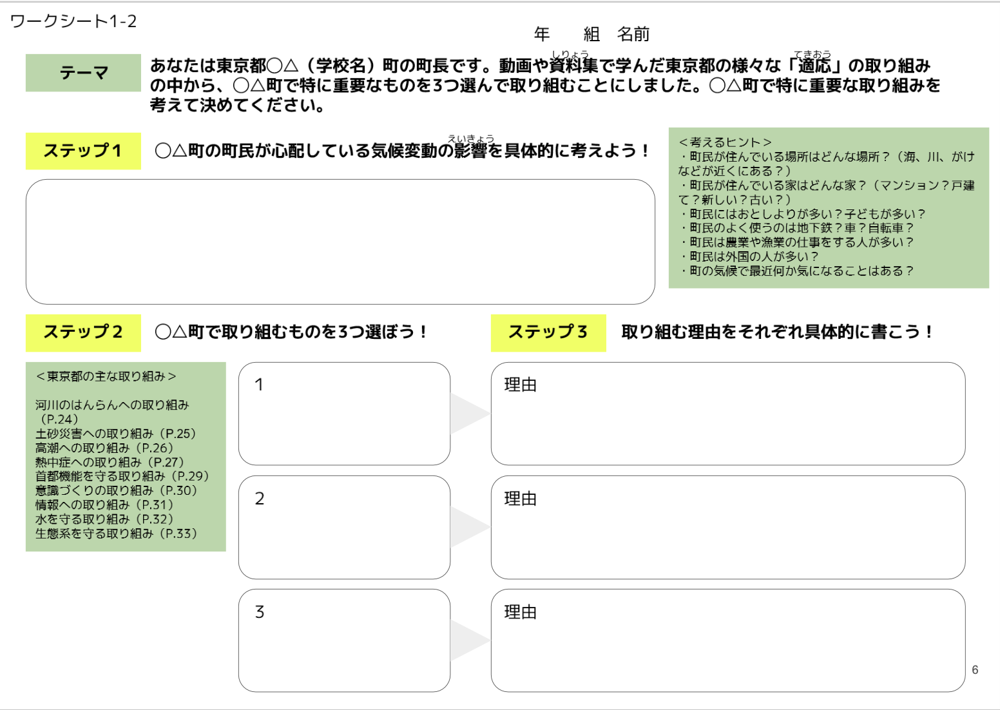 ワークシート1-2
年　組　名前
テーマ
あなたは東京都〇△（学校名）町の町長です。動画や資料集で学んだ東京都の様々な「適応」の取り組み
しりょう
てきおう
の中から、〇△町で特に重要なものを3つ選んで取り組むことにしました。〇△町で特に重要な取り組みを
考えて決めてください。
ステップ１
〇△町の町民が心配している気候変動の影響を具体的に考えよう！
えいきょう
＜考えるヒント＞
・町民が住んでいる場所はどんな場所？（海、川、がけ
などが近くにある？）
・町民が住んでいる家はどんな家？（マンション？戸建
て？新しい？古い？）
・町民にはおとしよりが多い？子どもが多い？
・町民のよく使うのは地下鉄？車？自転車？
・町民は農業や漁業の仕事をする人が多い？
・町民は外国の人が多い？
・町の気候で最近何か気になることはある？
ステップ２
〇△町で取り組むものを3つ選ぼう！
＜東京都の主な取り組み＞
河川のはんらんへの取り組み
（P.24）
土砂災害への取り組み（P.25）
高潮への取り組み（P.26）
熱中症への取り組み（P.27）
首都機能を守る取り組み（P.29）
意識づくりの取り組み（P.30）
情報への取り組み（P.31）
水を守る取り組み（P.32）
生態系を守る取り組み（P.33）
1
2
3
ステップ３
取り組む理由をそれぞれ具体的に書こう！
理由
理由
理由
6